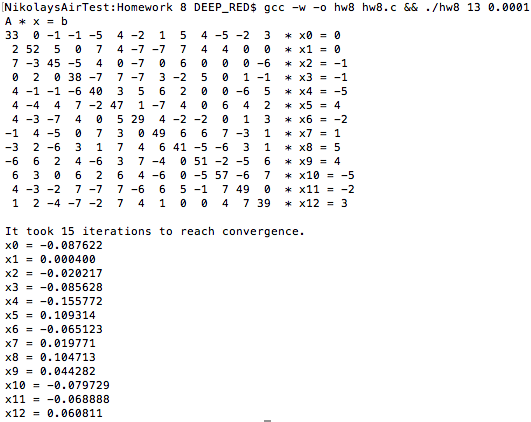 NikolaysAirTest:Homework 8 DEEP_RED$ gcc -w -o hw8 hw8.c && ./hw8 13 0.0001
A * x = b
33 0 -1 -1 -5 4 -2 1 5 4 -5 -2 3 * x0 = 0
2 52 5 0 7 4 -7 -7 7 4 4 0 0 * x1 = 0
7 -3 45 -5 4 0 -7 0 6 0 0 0 -6 * x2 = -1
0 2 0 38 -7 7 -7 3 -2 5 0 1 -1 * x3 = -1
4 -1 -1 -6 40 3 5 6 2 0 0 -6 5 * x4 = -5
4 -4 4 7 -2 47 1 -7 4 0 6 4 2 * x5 = 4
4 -3 -7 4 0 5 29 4 -2 -2 0 1 3 * x6 = -2
-1 4 -5 0 7 3 0 49 6 6 7 -3 1 * x7 = 1
-3 2 -6 3 1 7 4 6 41 -5 -6 3 1 * x8 = 5
-6 6 2 4 -6 3 7 -4 0 51 -2 -5 6 * x9 = 4
6 3 0 6 2 6 4 -6 0 -5 57 -6 7 * x10 = -5
4 -3 -2 7 -7 7 -6 6 5 -1 7 49 0 * x11 = -2
1 2 -4 -7 -2 7 4 1 0 0 4 7 39 * x12 = 3
It took 15 iterations to reach convergence.
x0 = -0.087622
x1 = 0.000400
x2 = -0.020217
x3 = -0.085628
x4 = -0.155772
x5 = 0.109314
x6 = -0.065123
x7 = 0.019771
x8 = 0.104713
x9 = 0.044282
x10 = -0.079729
x11 = -0.068888
x12 = 0.060811